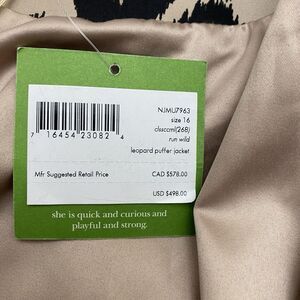 NJMU7963
size 16
clssccml(268)
run wild
leopard puffer jacket
7 16454 23082 4
Mfr Suggested Retail Price
CAD $578.00
USD $498.00
she is quick and curious and
playful and strong.